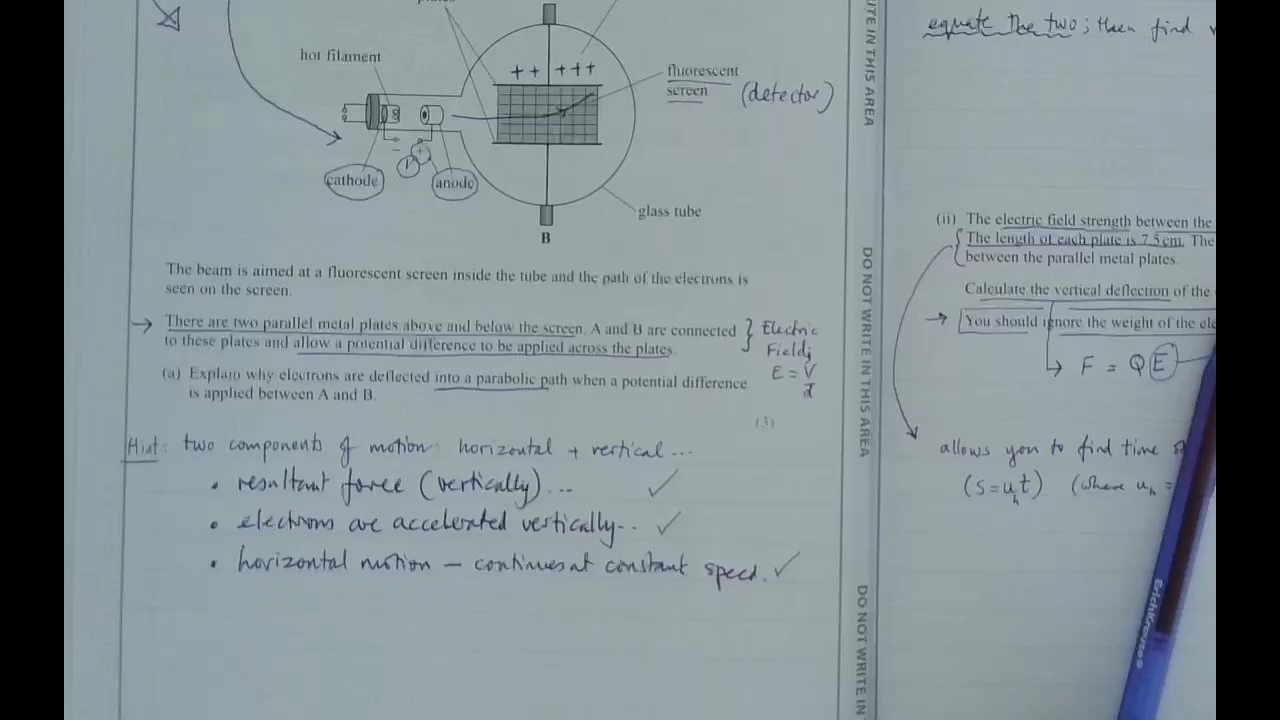 plates
hot filament
++ +++
fluorescent
screen (detector)
cathode
anode
V
glass tube
B
The beam is aimed at a fluorescent screen inside the tube and the path of the electrons is
seen on the screen.
→ There are two parallel metal plates above and below the screen. A and B are connected
to these plates and allow a potential difference to be applied across the plates.
} Electric
Field;
E = V
d
(a) Explain why electrons are deflected into a parabolic path when a potential difference
is applied between A and B.
(3)
Hint: two components of motion: horizontal + vertical ...
• resultant force (vertically) ... ✓
• electrons are accelerated vertically... ✓
• horizontal motion — continues at constant speed. ✓
UTE IN THIS AREA
DO NOT WRITE IN THIS AREA
DO NOT WRITE IN
equate the two; then find
(ii) The electric field strength between the
The length of each plate is 7.5 cm. The
between the parallel metal plates.
Calculate the vertical deflection of the
→ You should ignore the weight of the
F = QE
allows you to find time
(s = uht) (where uh =
ErichKrause